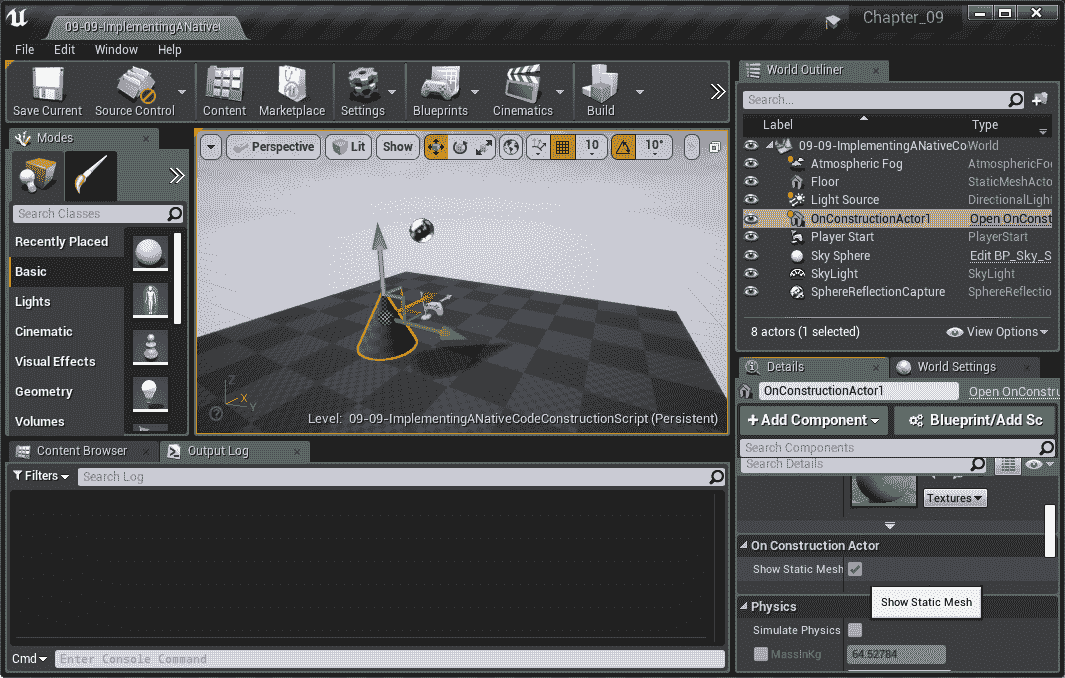 09-09-ImplementingANativeC
Chapter_09
File Edit Window Help
Save Current Source Control Content Marketplace Settings Blueprints Cinematics Build
Modes
Search Classes
Recently Placed
Basic
Lights
Cinematic
Visual Effects
Geometry
Volumes
Perspective Lit Show 10 10°
Z
X
Y
Level: 09-09-ImplementingANativeCodeConstructionScript (Persistent)
World Outliner
Search...
Label Type
09-09-ImplementingANativeCo World
Atmospheric Fog AtmosphericFo
Floor StaticMeshActo
Light Source DirectionalLight
OnConstructionActor1 Open OnConst
Player Start PlayerStart
Sky Sphere Edit BP_Sky_S
SkyLight SkyLight
SphereReflectionCapture SphereReflectio
8 actors (1 selected) View Options
Details World Settings
OnConstructionActor1 Open OnConstru
+Add Component Blueprint/Add Sc
Search Components
Search Details
Textures
On Construction Actor
Show Static Mesh
Show Static Mesh
Physics
Simulate Physics
MassInKg 64.52784
Content Browser Output Log
Filters Search Log
Cmd Enter Console Command